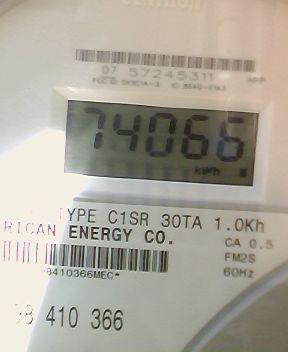 07 57245311
74066
kWh
TYPE C1SR 30TA 1.0Kh
RICAN ENERGY CO.
CA 0.5
FM2S
60Hz
8410366MEC*
98 410 366